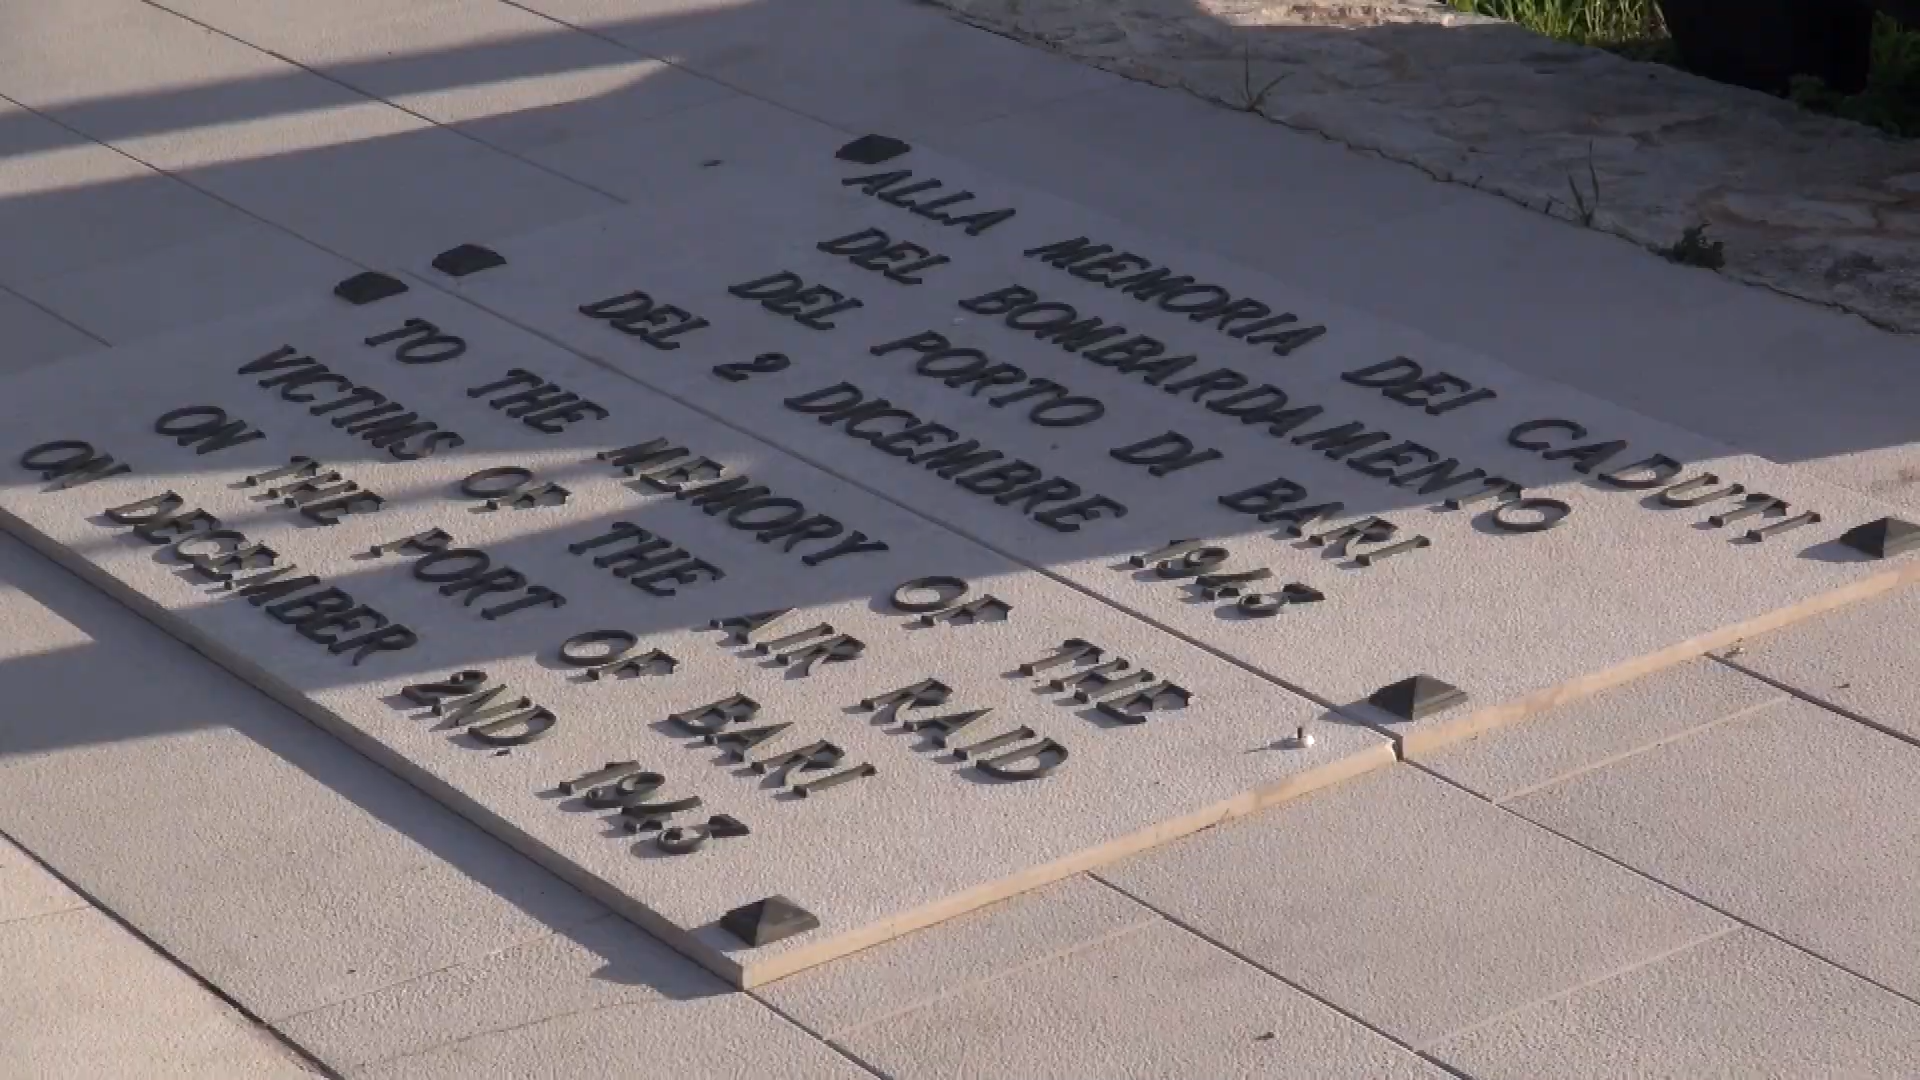 ALLA MEMORIA DEI CADUTI
DEL BOMBARDAMENTO
DEL PORTO DI BARI
DEL 2 DICEMBRE 1943
TO THE MEMORY OF THE
VICTIMS OF THE AIR RAID
ON THE PORT OF BARI
ON DECEMBER 2ND 1943